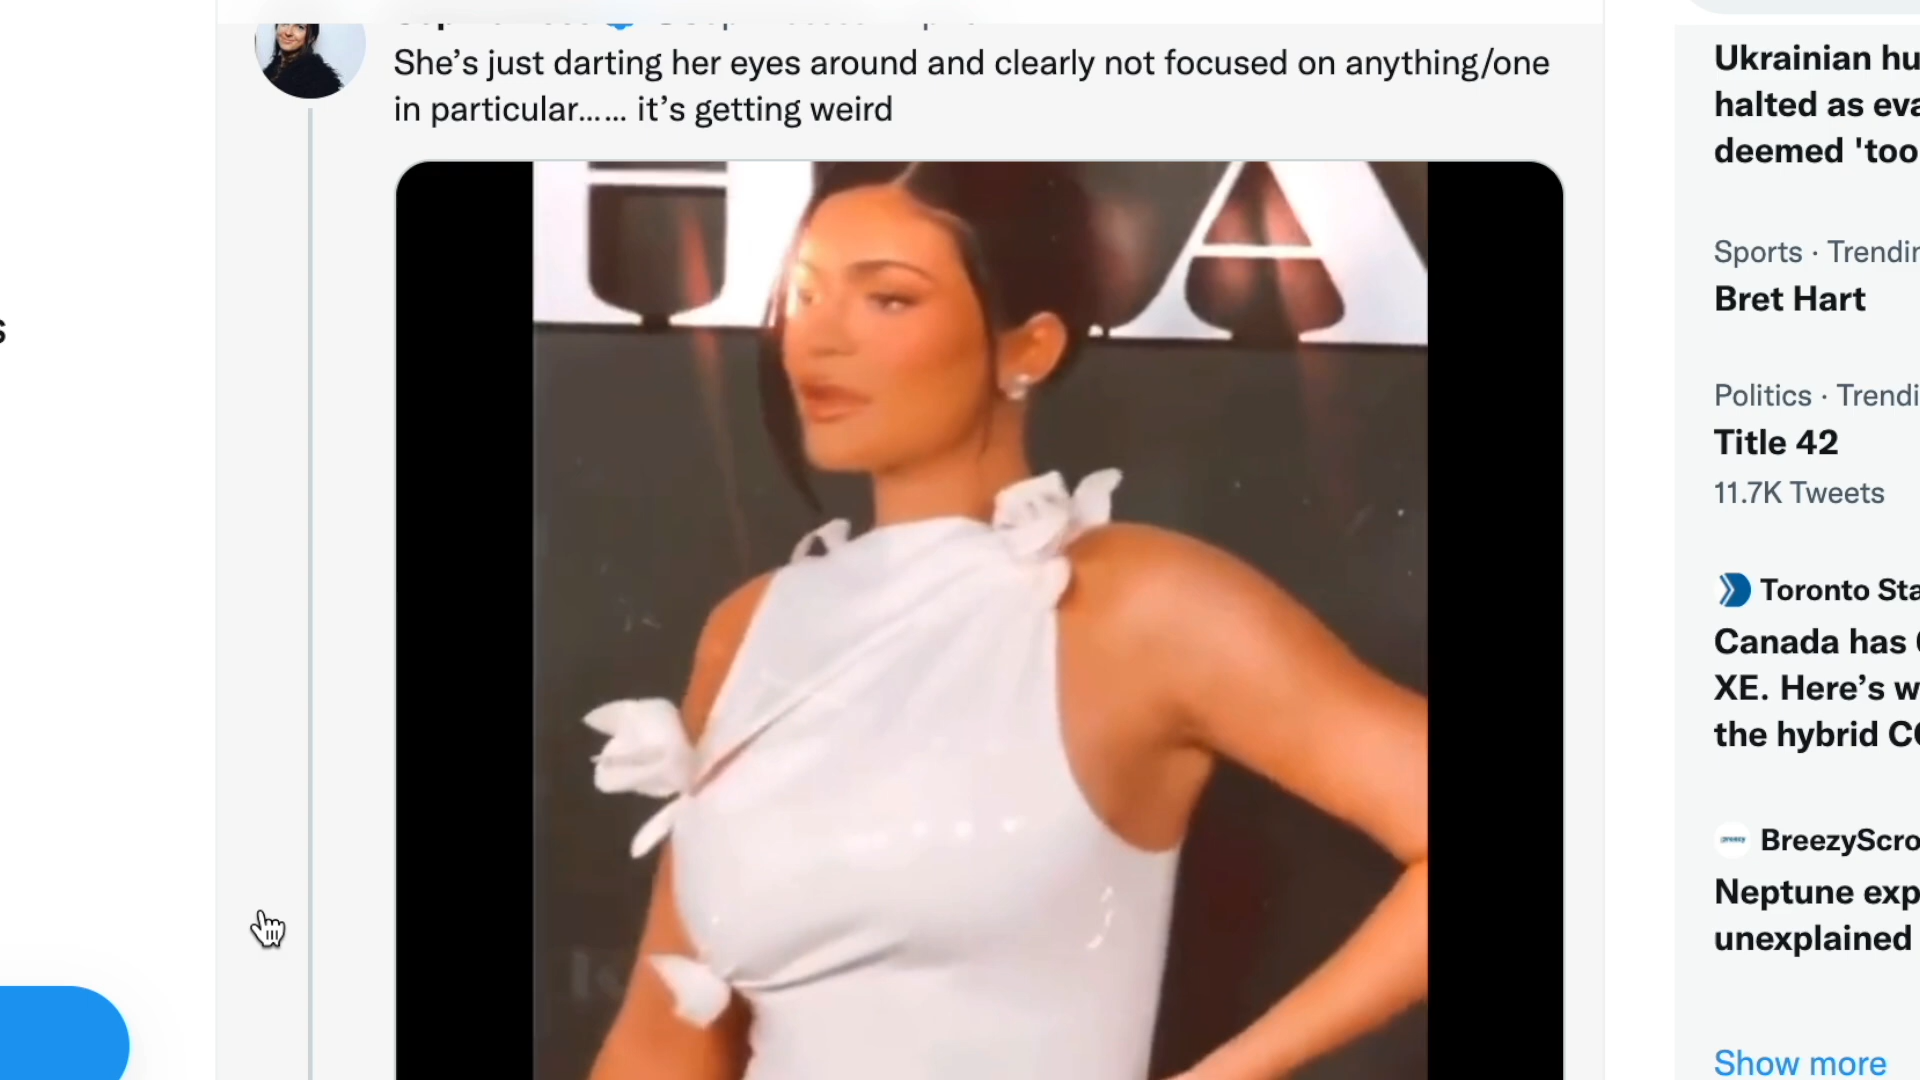 She’s just darting her eyes around and clearly not focused on anything/one
in particular…… it’s getting weird
Ukrainian hu
halted as eva
deemed 'too
Sports · Trendin
Bret Hart
Politics · Trendi
Title 42
11.7K Tweets
Toronto Sta
Canada has
XE. Here’s w
the hybrid CO
BreezyScro
Neptune exp
unexplained
Show more